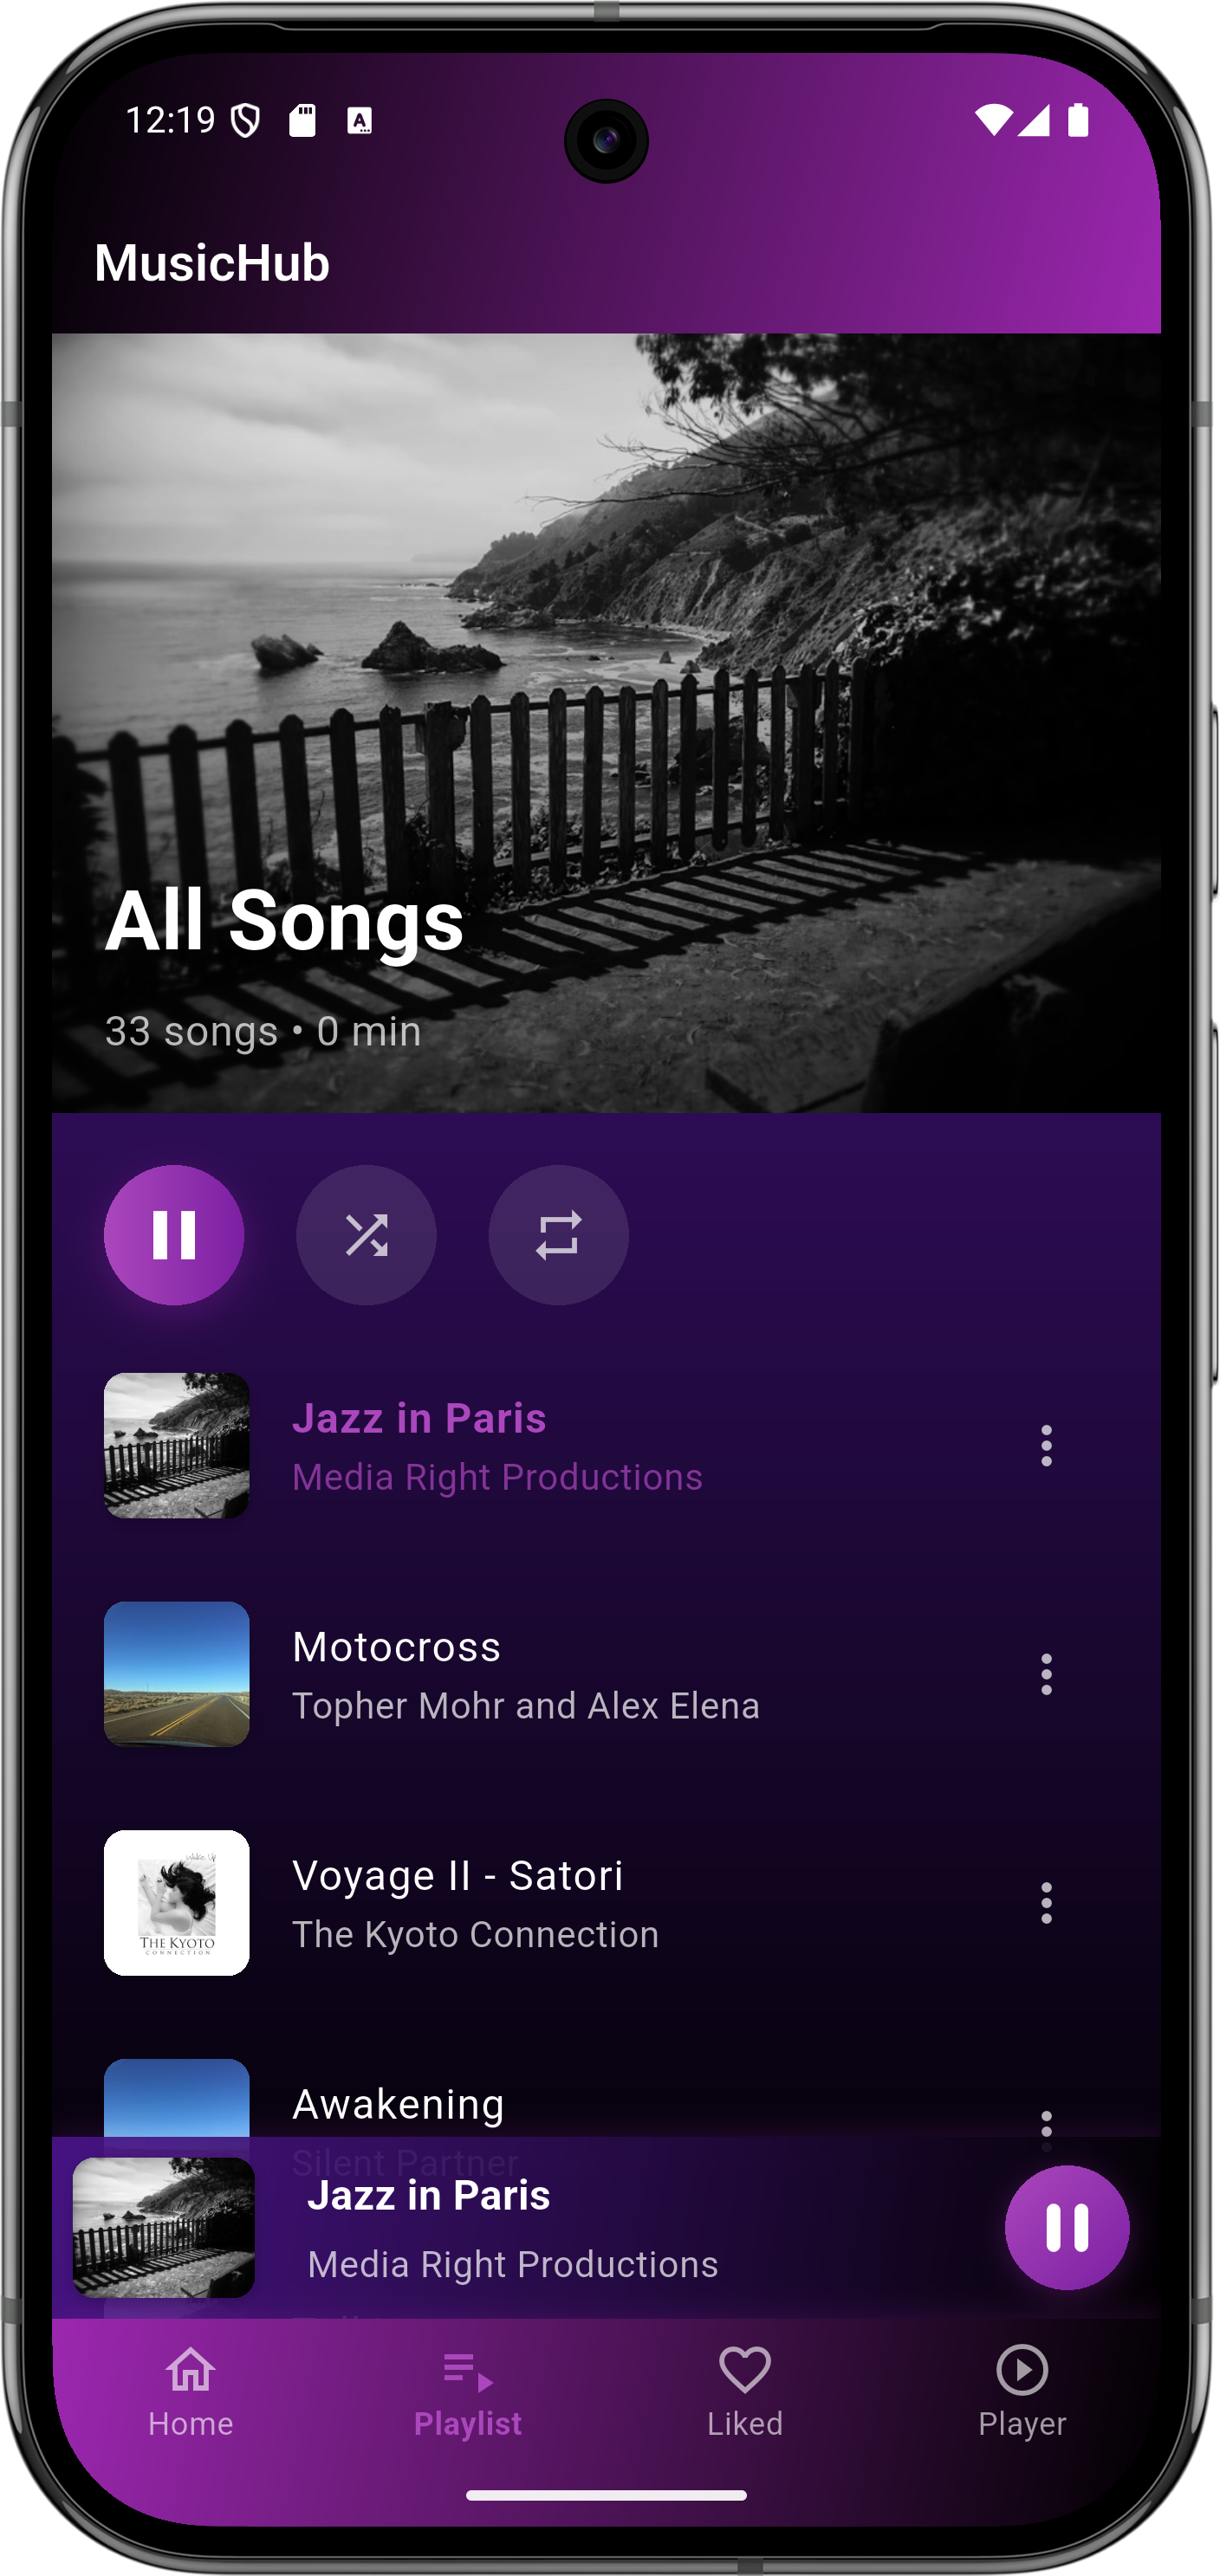 12:19
MusicHub
All Songs
33 songs • 0 min
Jazz in Paris
Media Right Productions
Motocross
Topher Mohr and Alex Elena
Wake Up
THE KYOTO
CONNECTION
Voyage II - Satori
The Kyoto Connection
Awakening
Silent Partner
Jazz in Paris
Media Right Productions
Home
Playlist
Liked
Player